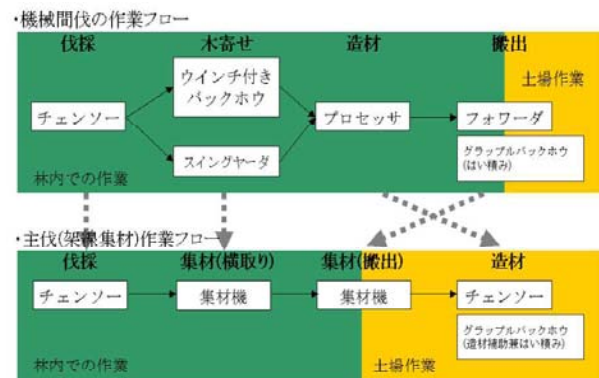 ・機械間伐の作業フロー
伐採 木寄せ 造材 搬出
土場作業
ウインチ付き
バックホウ
チェンソー
プロセッサ
フォワーダ
スイングヤーダ
グラップルバックホウ
(はい積み)
林内での作業
・主伐(架線集材)作業フロー
伐採 集材(横取り) 集材(搬出) 造材
チェンソー 集材機 集材機 チェンソー
グラップルバックホウ
(造材補助兼はい積み)
林内での作業 土場作業